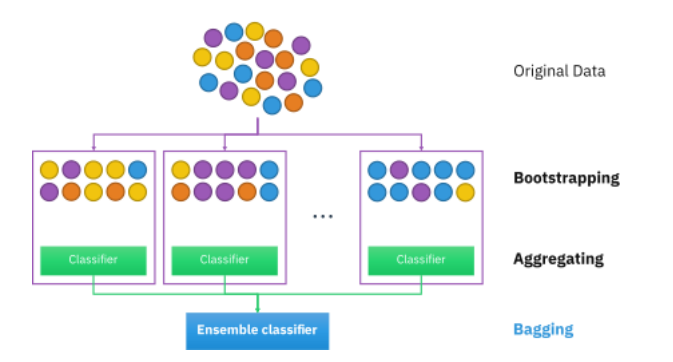 Original Data
Bootstrapping
...
Classifier Classifier Classifier Aggregating
Ensemble classifier Bagging